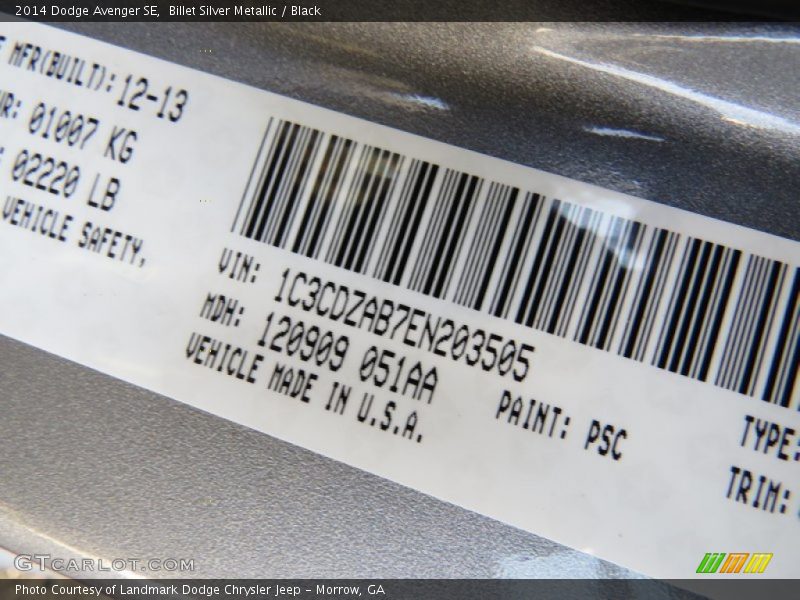 2014 Dodge Avenger SE,  Billet Silver Metallic / Black
MFR(BUILT): 12-13
01007 KG
02220 LB
VEHICLE SAFETY,
VIN: 1C3CDZAB7EN203505
MDH: 120909 051AA
VEHICLE MADE IN U.S.A.
PAINT: PSC
TYPE:
TRIM:
GTCARLOT.COM
Photo Courtesy of Landmark Dodge Chrysler Jeep - Morrow, GA